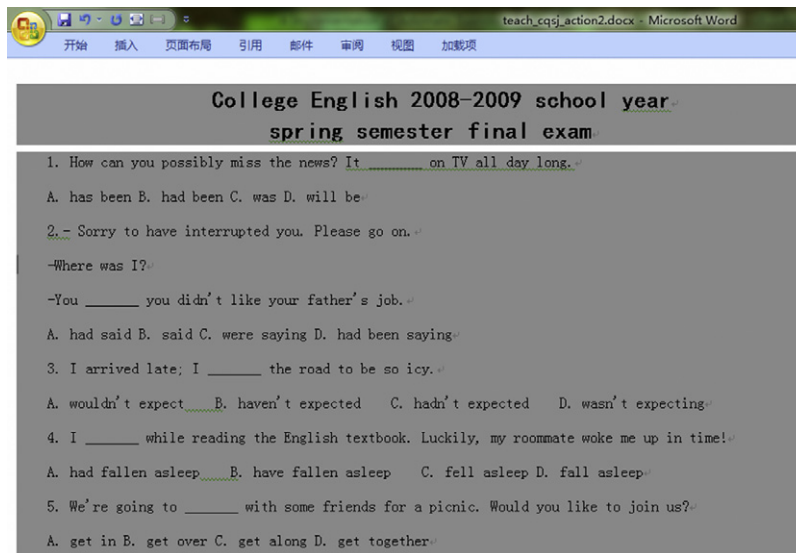 teach_cqsj_action2.docx - Microsoft Word
开始 插入 页面布局 引用 邮件 审阅 视图 加载项
College English 2008-2009 school year
spring semester final exam
1. How can you possibly miss the news? It _______ on TV all day long.
A. has been B. had been C. was D. will be
2.- Sorry to have interrupted you. Please go on.
-Where was I?
-You _______ you didn't like your father's job.
A. had said B. said C. were saying D. had been saying
3. I arrived late; I _______ the road to be so icy.
A. wouldn't expect B. haven't expected C. hadn't expected D. wasn't expecting
4. I _______ while reading the English textbook. Luckily, my roommate woke me up in time!
A. had fallen asleep B. have fallen asleep C. fell asleep D. fall asleep
5. We're going to _______ with some friends for a picnic. Would you like to join us?
A. get in B. get over C. get along D. get together